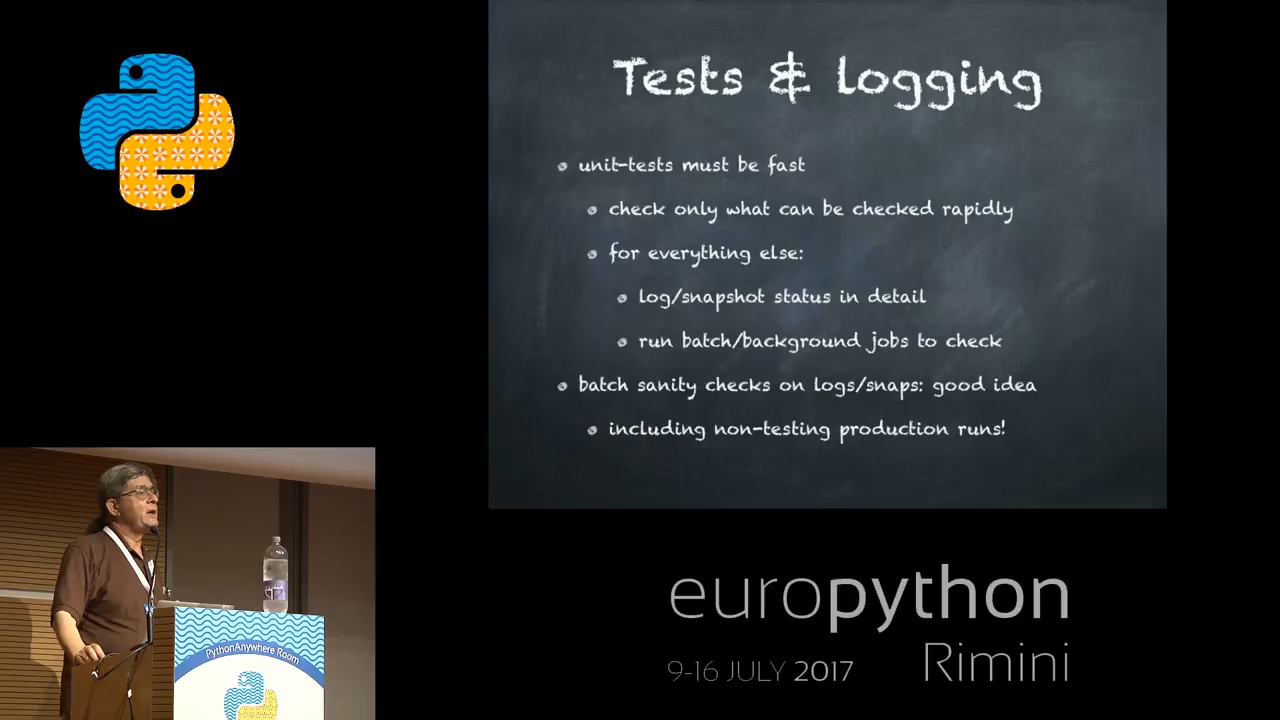 Tests & logging
unit-tests must be fast
check only what can be checked rapidly
for everything else:
log/snapshot status in detail
run batch/background jobs to check
batch sanity checks on logs/snaps: good idea
including non-testing production runs!
PythonAnywhere Room
europython
9-16 JULY 2017
Rimini